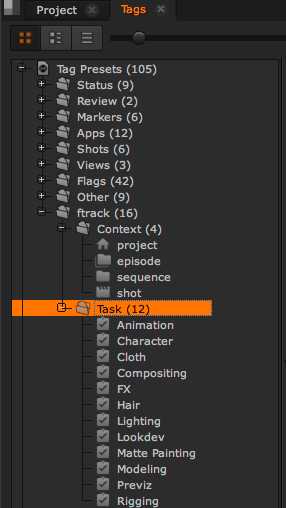 Project
Tags
Tag Presets (105)
Status (9)
Review (2)
Markers (6)
Apps (12)
Shots (6)
Views (3)
Flags (42)
Other (9)
ftrack (16)
Context (4)
project
episode
sequence
shot
Task (12)
Animation
Character
Cloth
Compositing
FX
Hair
Lighting
Lookdev
Matte Painting
Modeling
Previz
Rigging